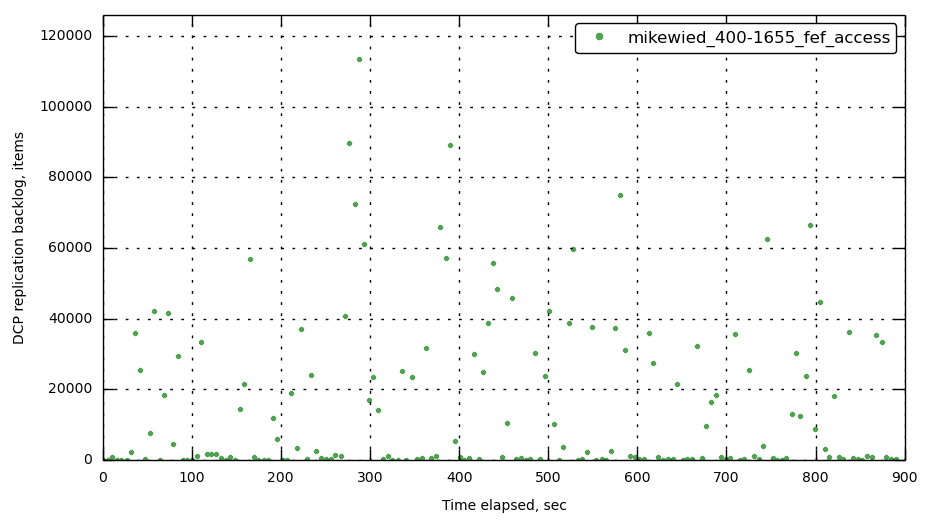 mikewied_400-1655_fef_access
DCP replication backlog, items
120000
100000
80000
60000
40000
20000
0
0 100 200 300 400 500 600 700 800 900
Time elapsed, sec